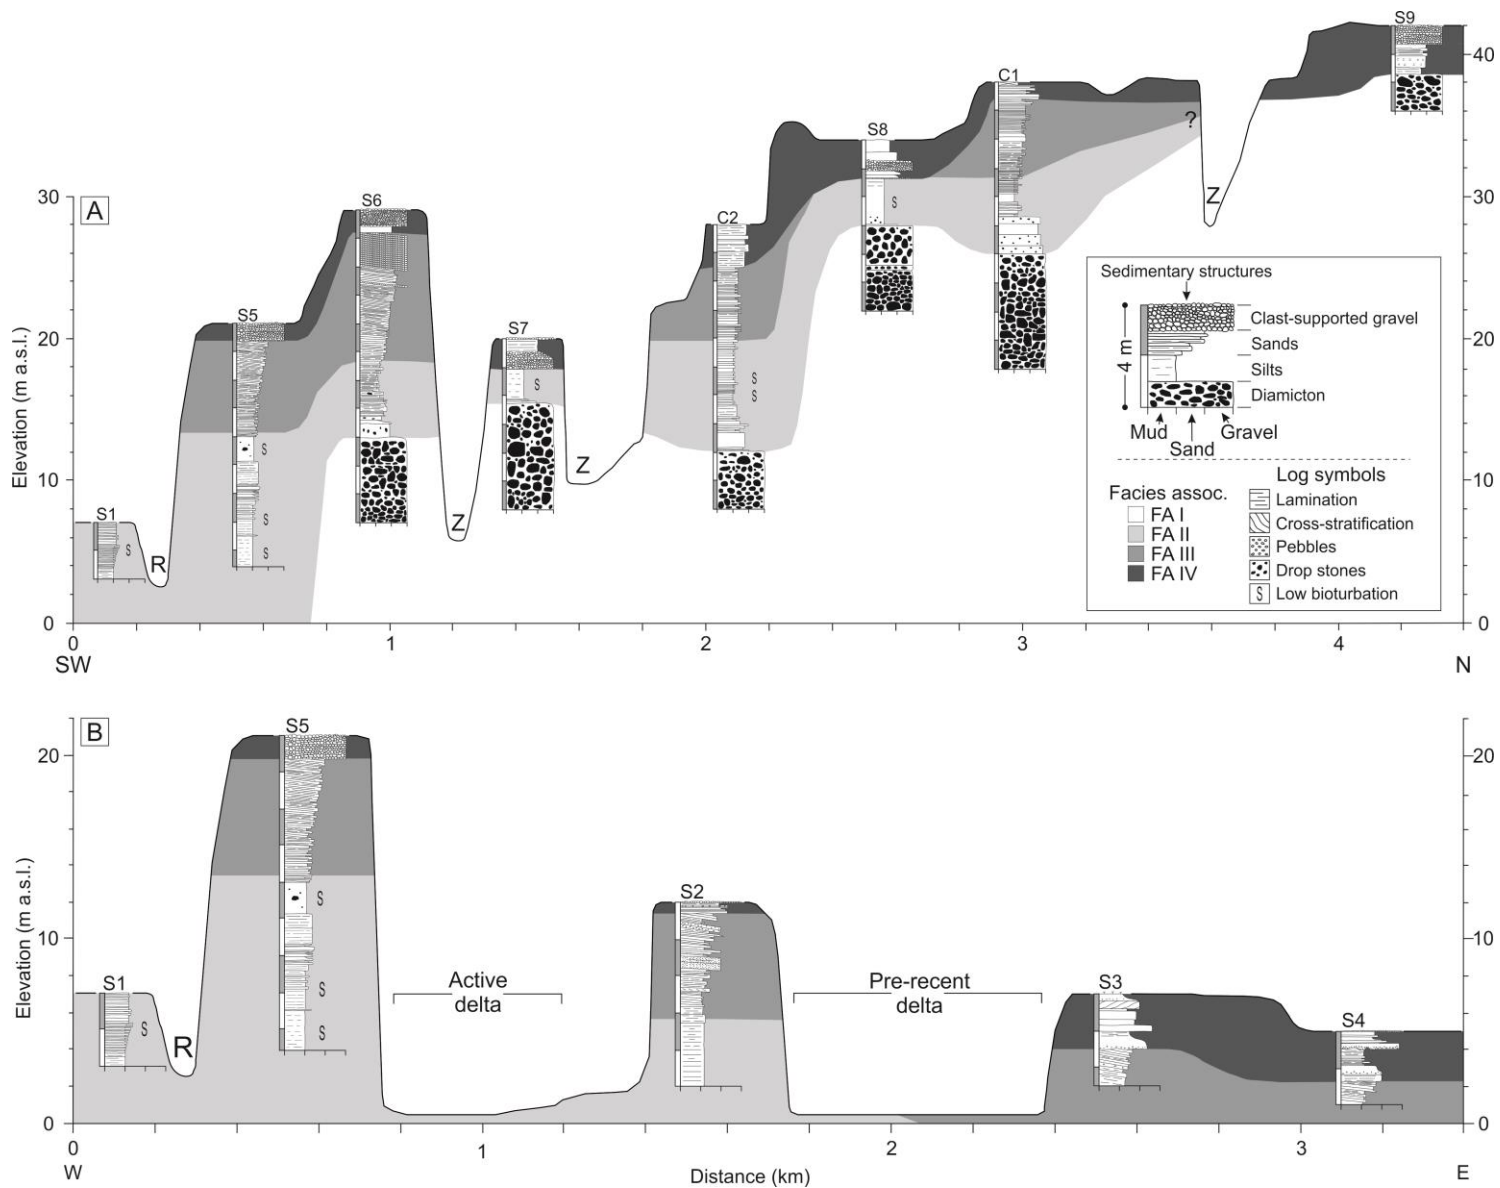 A
Elevation (m a.s.l.)
30
20
10
0
40
30
20
10
0
S1
R
S5
S6
Z
S7
Z
C2
S8
C1
?
Z
S9
S
S
S
S
S
S
S
S
S
Sedimentary structures
4 m
Clast-supported gravel
Sands
Silts
Diamicton
Mud
Sand
Gravel
Facies assoc.
FA I
FA II
FA III
FA IV
Log symbols
Lamination
Cross-stratification
Pebbles
Drop stones
S Low bioturbation
0 1 2 3 4
SW N
B
Elevation (m a.s.l.)
20
10
0
20
10
0
S1
S
R
S5
S
S
S
Active
delta
S2
Pre-recent
delta
S3
S4
0 1 2 3
W Distance (km) E